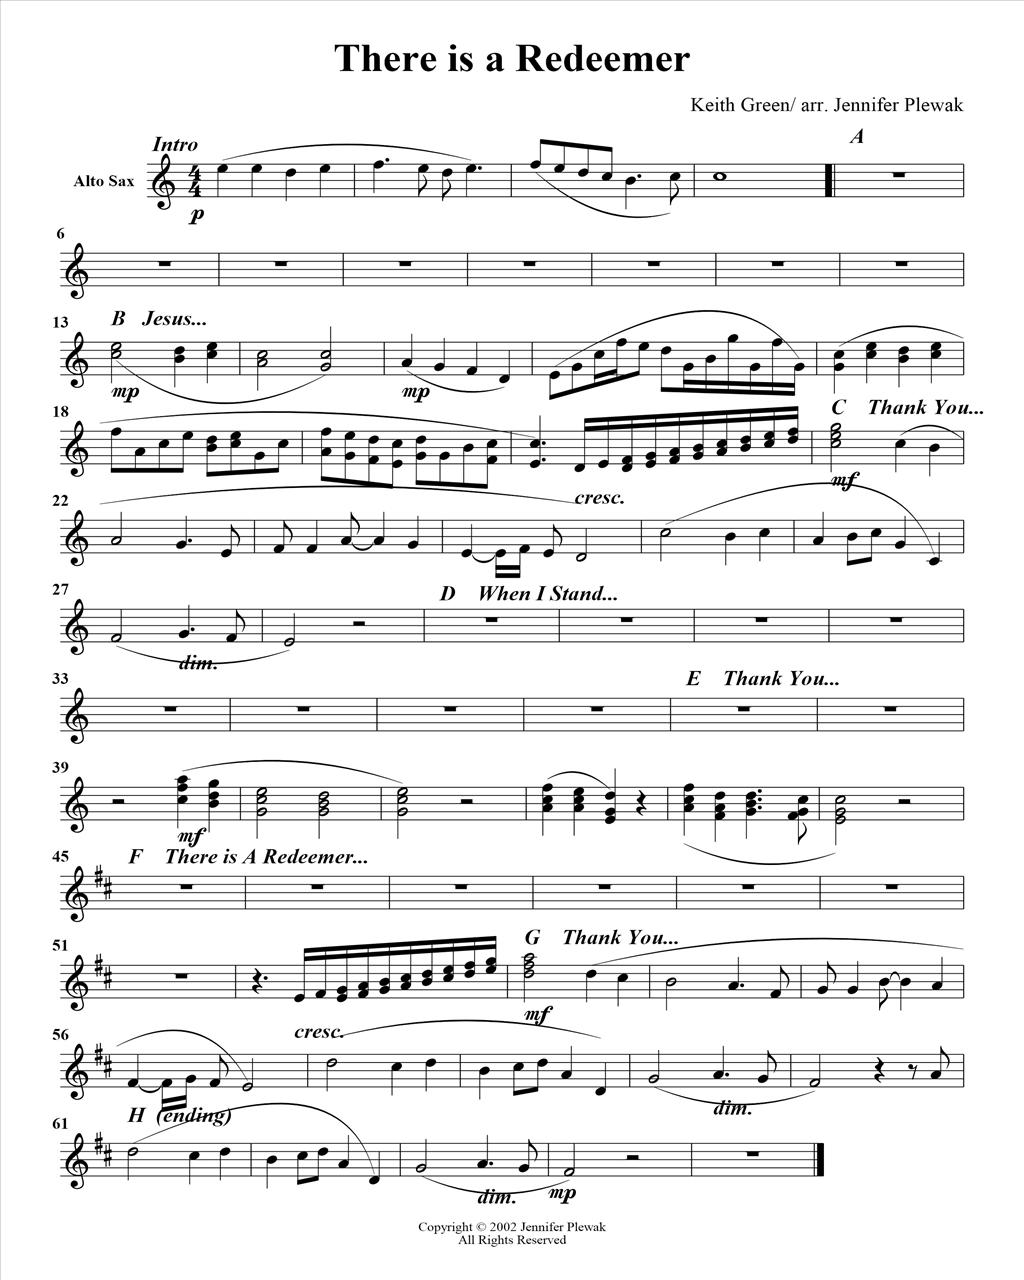 There is a Redeemer
Keith Green/ arr. Jennifer Plewak
Intro A
Alto Sax
4
4
p
6
13 B Jesus...
mp mp
18 C Thank You...
mf
22 cresc.
27 D When I Stand...
dim.
33 E Thank You...
39
mf
45 F There is A Redeemer...
51 G Thank You...
mf
56 cresc.
dim.
61 H (ending)
dim. mp
Copyright © 2002 Jennifer Plewak
All Rights Reserved